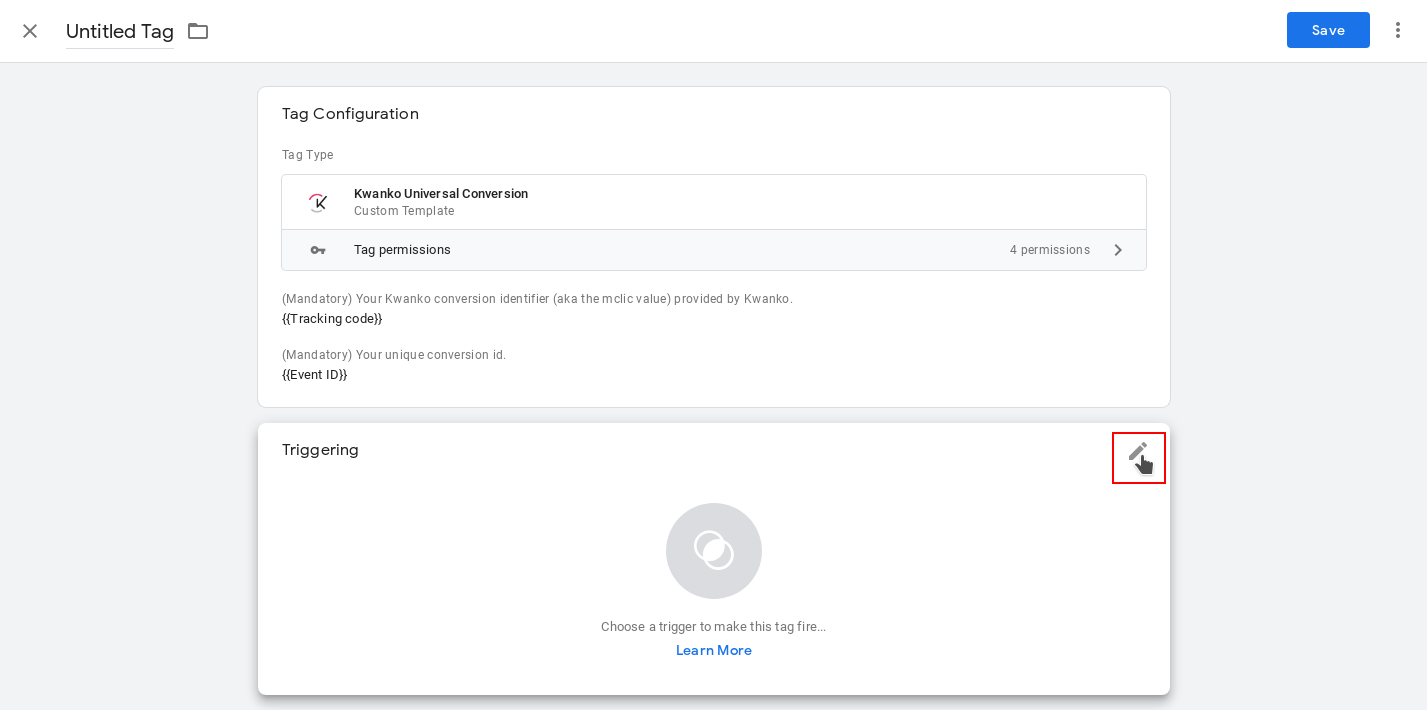 Untitled Tag
Save
Tag Configuration
Tag Type
Kwanko Universal Conversion
Custom Template
Tag permissions
4 permissions
(Mandatory) Your Kwanko conversion identifier (aka the mclic value) provided by Kwanko.
{{Tracking code}}
(Mandatory) Your unique conversion id.
{{Event ID}}
Triggering
Choose a trigger to make this tag fire...
Learn More